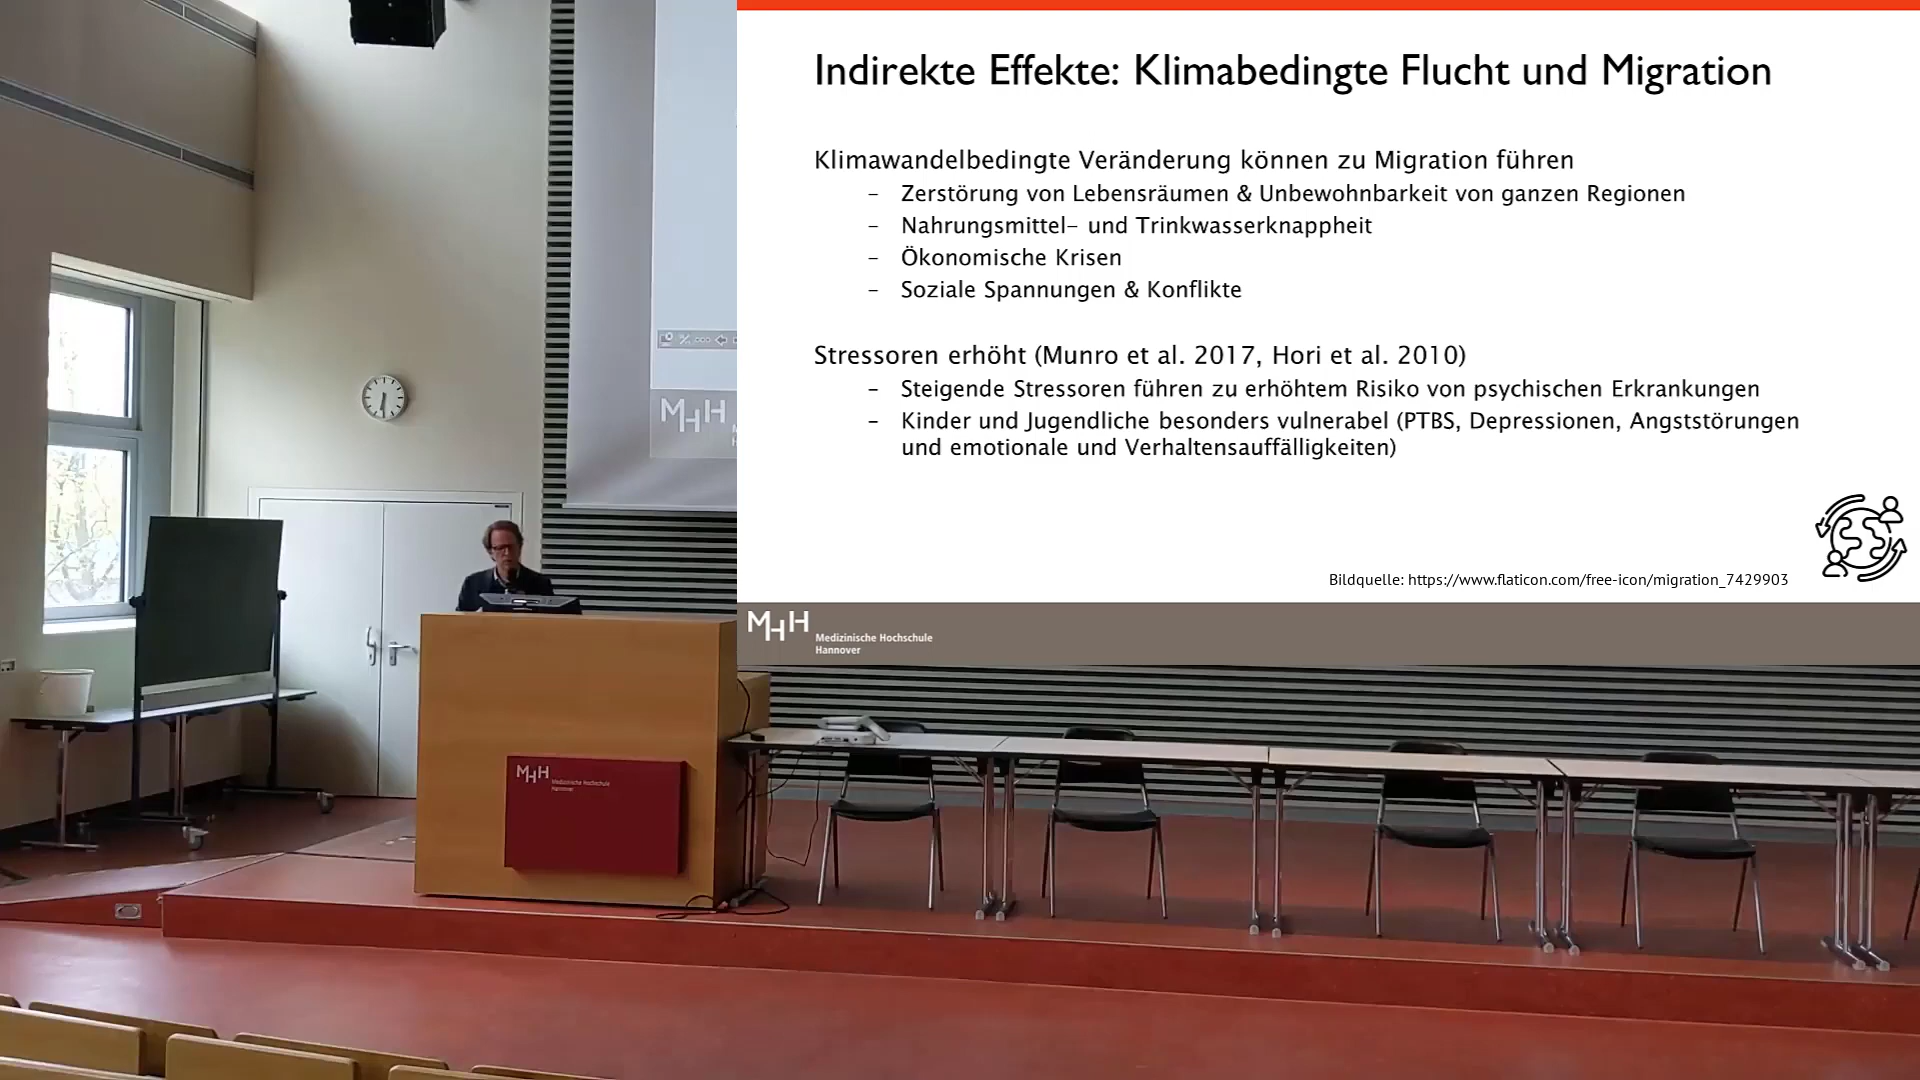 Indirekte Effekte: Klimabedingte Flucht und Migration
Klimawandelbedingte Veränderung können zu Migration führen
– Zerstörung von Lebensräumen & Unbewohnbarkeit von ganzen Regionen
– Nahrungsmittel- und Trinkwasserknappheit
– Ökonomische Krisen
– Soziale Spannungen & Konflikte
Stressoren erhöht (Munro et al. 2017, Hori et al. 2010)
– Steigende Stressoren führen zu erhöhtem Risiko von psychischen Erkrankungen
– Kinder und Jugendliche besonders vulnerabel (PTBS, Depressionen, Angststörungen
und emotionale und Verhaltensauffälligkeiten)
Bildquelle: https://www.flaticon.com/free-icon/migration_7429903
MHH
Medizinische Hochschule
Hannover
MHH
MHH
Medizinische Hochschule
Hannover